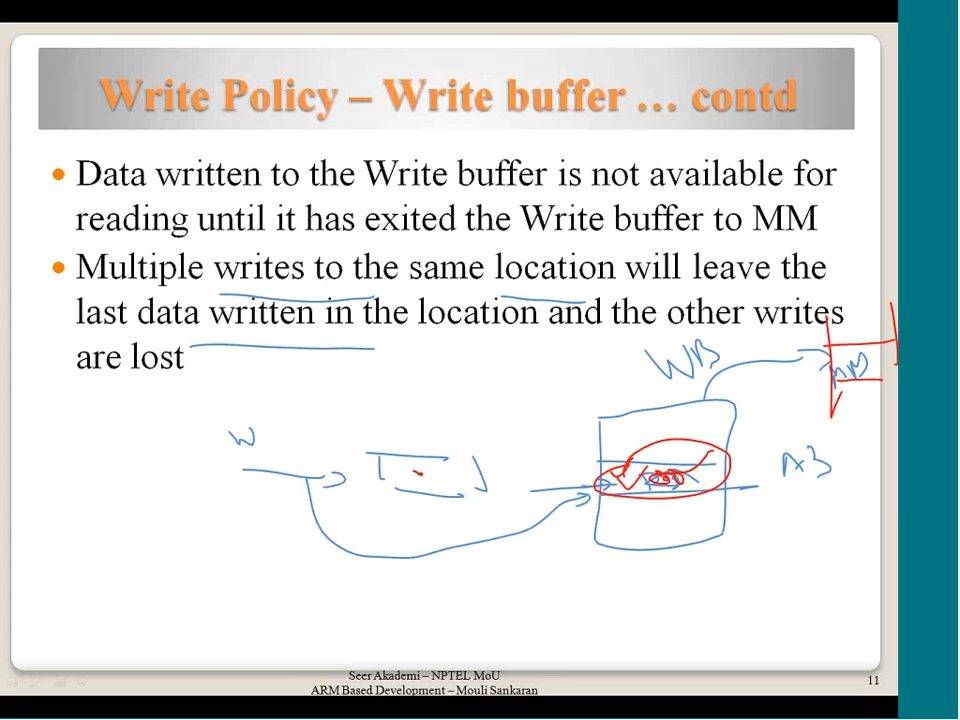 Write Policy – Write buffer … contd
Data written to the Write buffer is not available for
reading until it has exited the Write buffer to MM
Multiple writes to the same location will leave the
last data written in the location and the other writes
are lost
WB
MM
W
Seer Akademi – NPTEL MoU
ARM Based Development – Mouli Sankaran
11